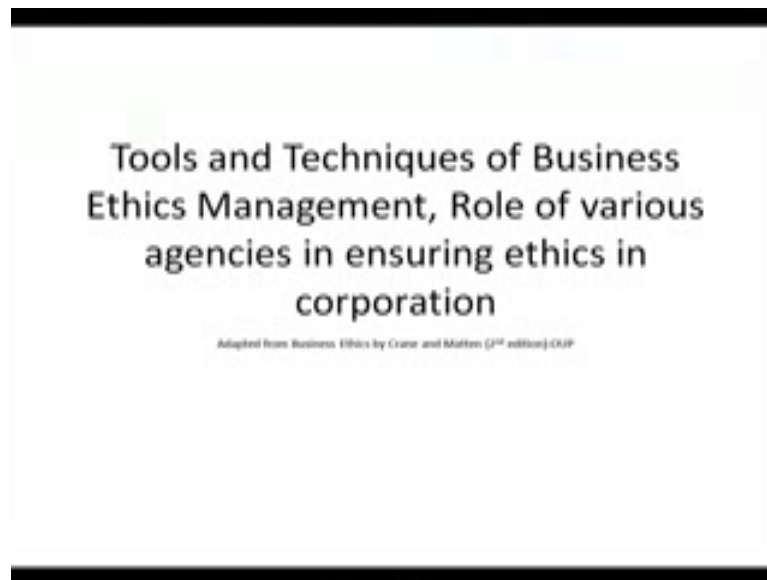 Tools and Techniques of Business
Ethics Management, Role of various
agencies in ensuring ethics in
corporation
Adapted from Business Ethics by Crane and Matten (2nd edition) OUP